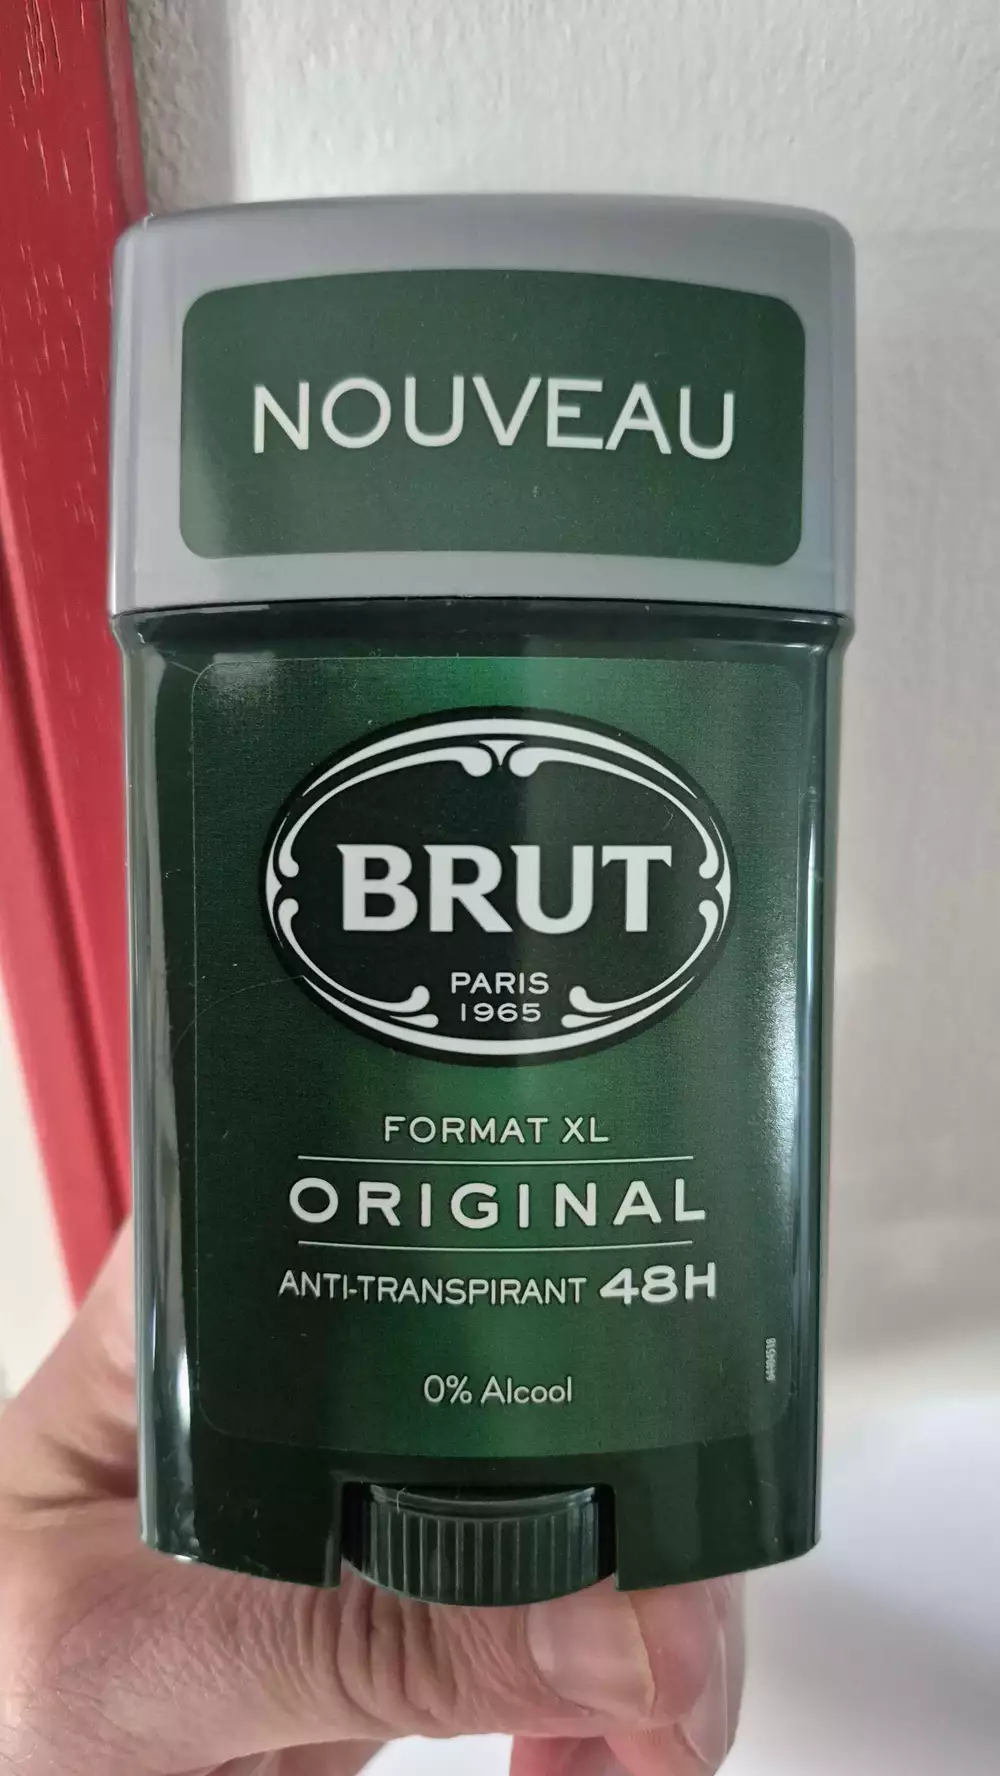 NOUVEAU
BRUT
PARIS
1965
FORMAT XL
ORIGINAL
ANTI-TRANSPIRANT 48H
0% Alcool